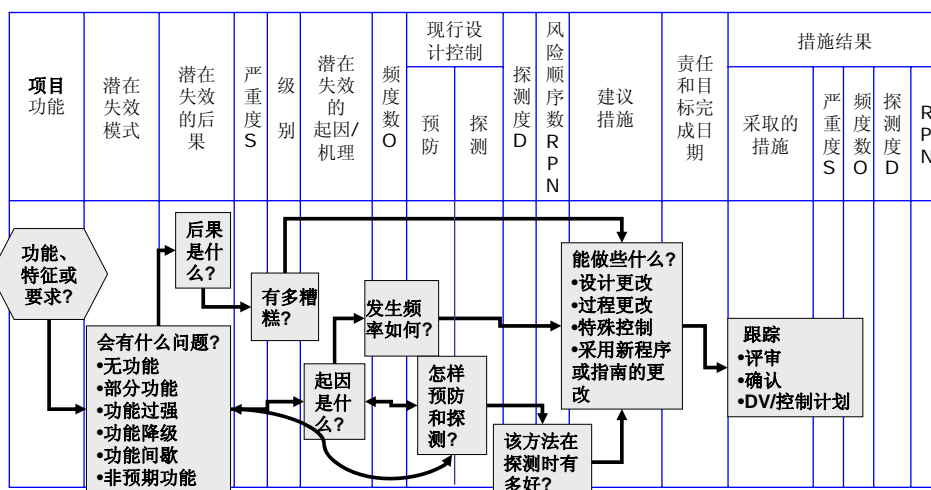 项目
功能
潜在
失效
模式
潜在
失效
的后
果
严
重
度
S
级
别
潜在
失效
的
起因/
机理
频
度
数
O
现行设
计控制
预
防
探
测
探
测
度
D
风
险
顺
序
数
R
P
N
建议
措施
责任
和目
标完
成日
期
措施结果
采取的
措施
严
重
度
S
频
度
数
O
探
测
度
D
R
P
N
功能、
特征或
要求?
会有什么问题?
•无功能
•部分功能
•功能过强
•功能降级
•功能间歇
•非预期功能
后果
是什
么?
有多糟
糕?
起因
是什
么?
发生频
率如何?
怎样
预防
和探
测?
该方法在
探测时有
多好?
能做些什么?
•设计更改
•过程更改
•特殊控制
•采用新程序
或指南的更
改
跟踪
•评审
•确认
•DV/控制计划